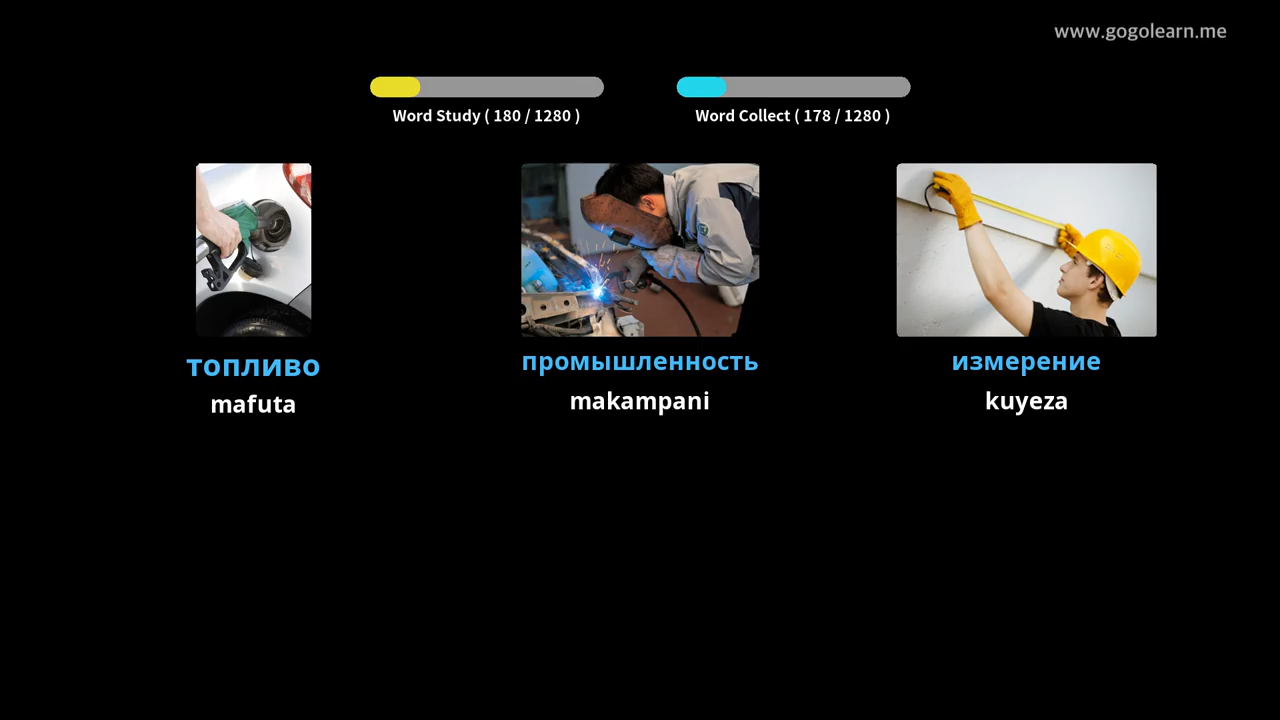 www.gogolearn.me
Word Study ( 180 / 1280 )
Word Collect ( 178 / 1280 )
топливо
mafuta
промышленность
makampani
измерение
kuyeza